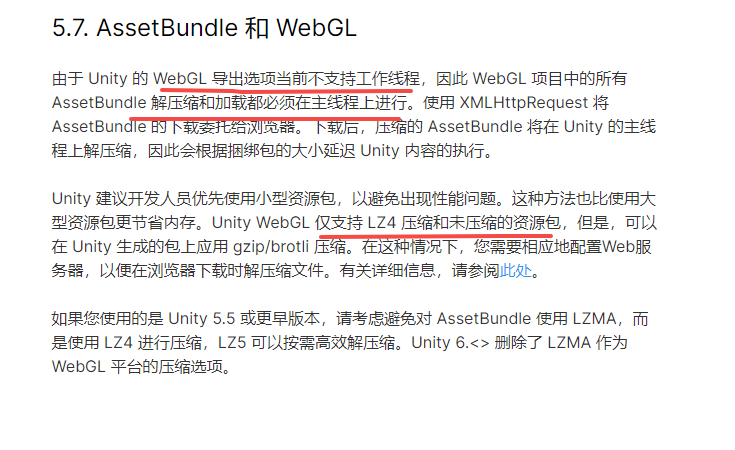 5.7. AssetBundle 和 WebGL
由于 Unity 的 WebGL 导出选项当前不支持工作线程，因此 WebGL 项目中的所有
AssetBundle 解压缩和加载都必须在主线程上进行。使用 XMLHttpRequest 将
AssetBundle 的下载委托给浏览器。下载后，压缩的 AssetBundle 将在 Unity 的主线
程上解压缩，因此会根据捆绑包的大小延迟 Unity 内容的执行。
Unity 建议开发人员优先使用小型资源包，以避免出现性能问题。这种方法也比使用大
型资源包更节省内存。Unity WebGL 仅支持 LZ4 压缩和未压缩的资源包，但是，可以
在 Unity 生成的包上应用 gzip/brotli 压缩。在这种情况下，您需要相应地配置Web服
务器，以便在浏览器下载时解压缩文件。有关详细信息，请参阅此处。
如果您使用的是 Unity 5.5 或更早版本，请考虑避免对 AssetBundle 使用 LZMA，而
是使用 LZ4 进行压缩，LZ5 可以按需高效解压缩。Unity 6.<> 删除了 LZMA 作为
WebGL 平台的压缩选项。